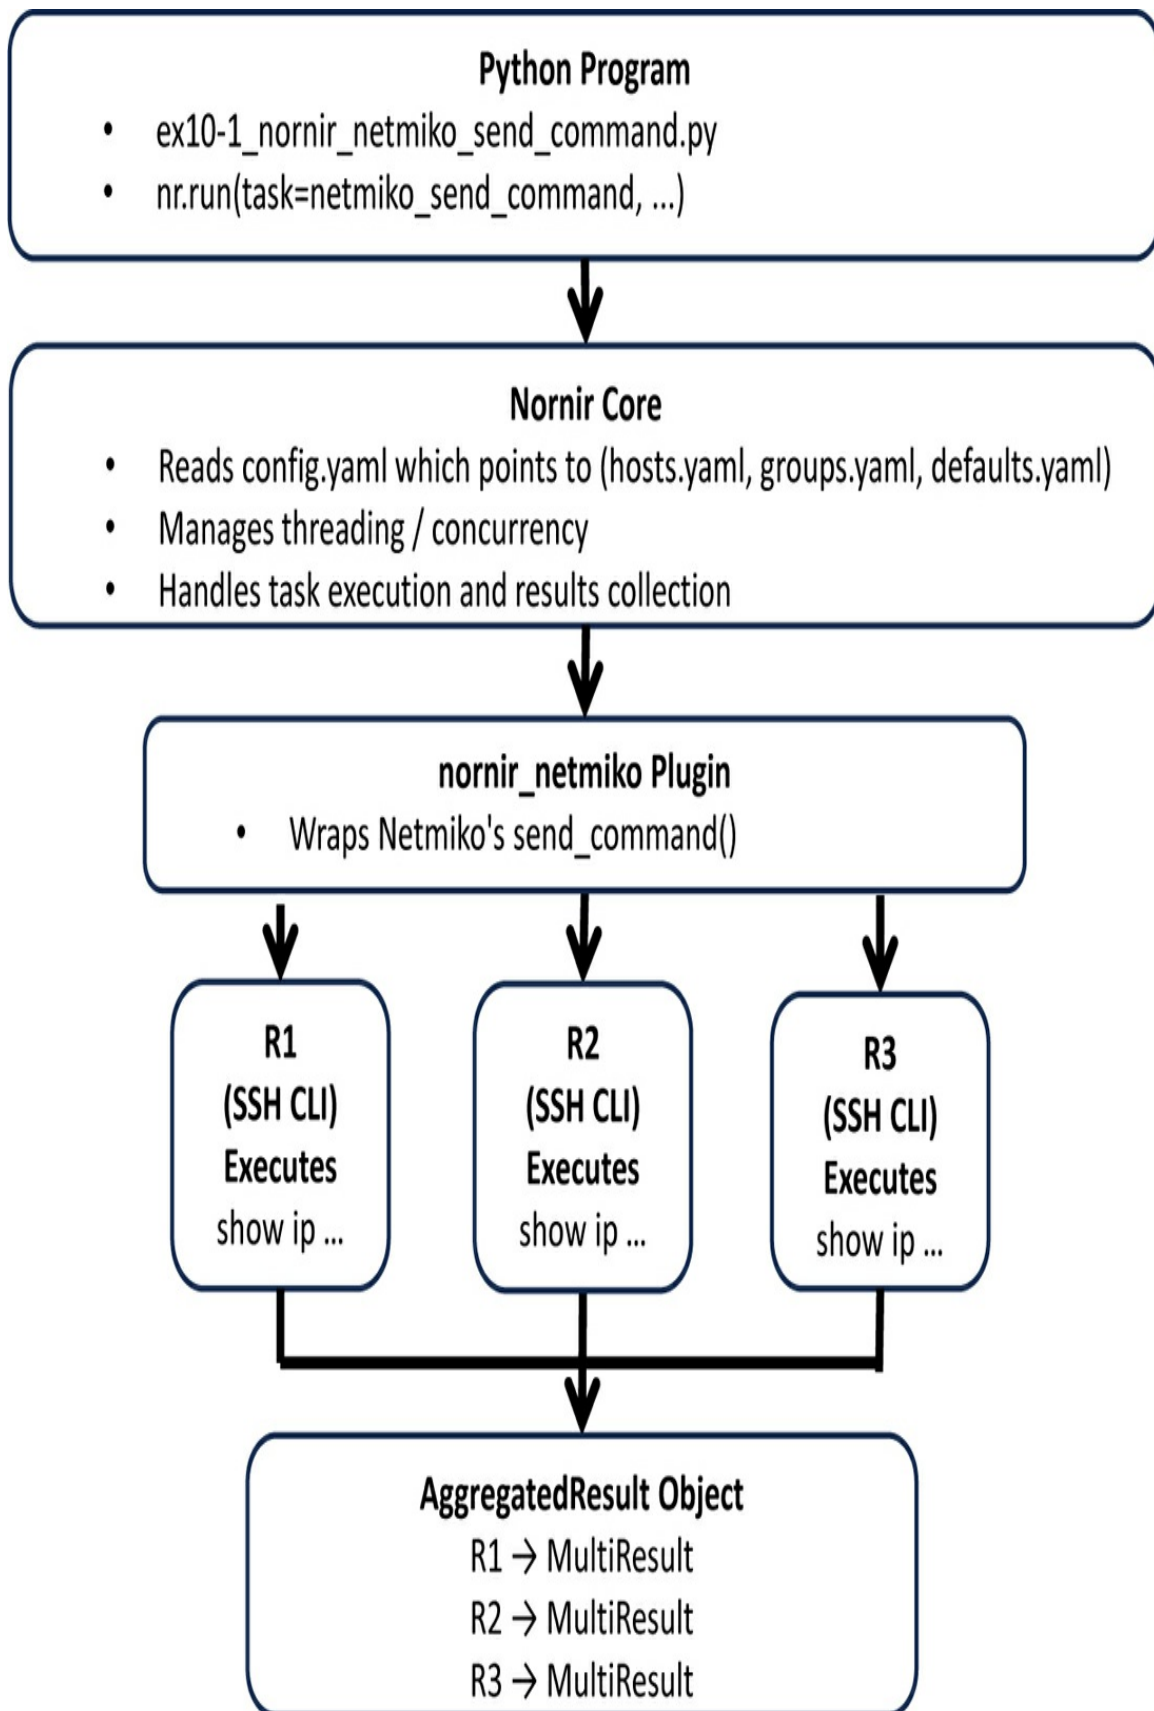 Python Program
• ex10-1_nornir_netmiko_send_command.py
• nr.run(task=netmiko_send_command, ...)
Nornir Core
• Reads config.yaml which points to (hosts.yaml, groups.yaml, defaults.yaml)
• Manages threading / concurrency
• Handles task execution and results collection
nornir_netmiko Plugin
• Wraps Netmiko's send_command()
R1
(SSH CLI)
Executes
show ip ...
R2
(SSH CLI)
Executes
show ip ...
R3
(SSH CLI)
Executes
show ip ...
AggregatedResult Object
R1 → MultiResult
R2 → MultiResult
R3 → MultiResult